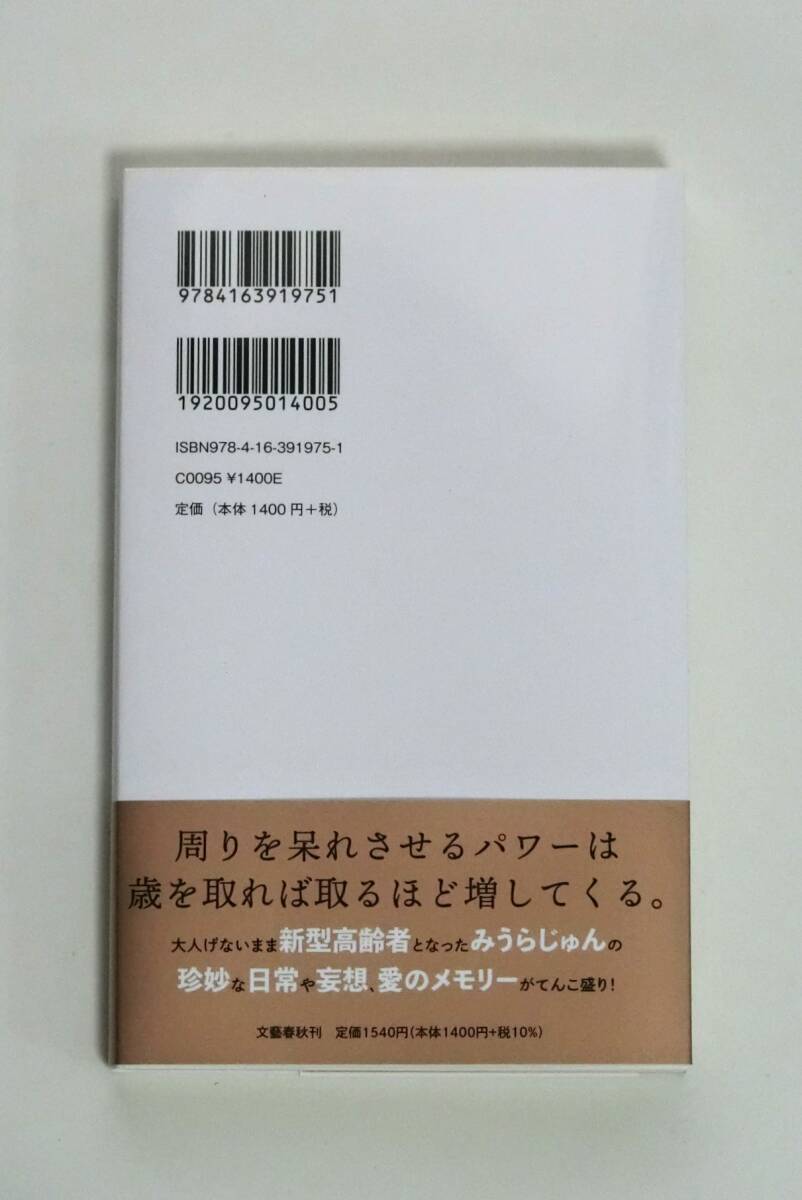 9784163919751
1920095014005
ISBN978-4-16-391975-1
C0095 ¥1400E
定価（本体1400円＋税）
周りを呆れさせるパワーは
歳を取れば取るほど増してくる。
大人げないまま新型高齢者となったみうらじゅんの
珍妙な日常や妄想、愛のメモリーがてんこ盛り！
文藝春秋刊 定価1540円(本体1400円+税10%)